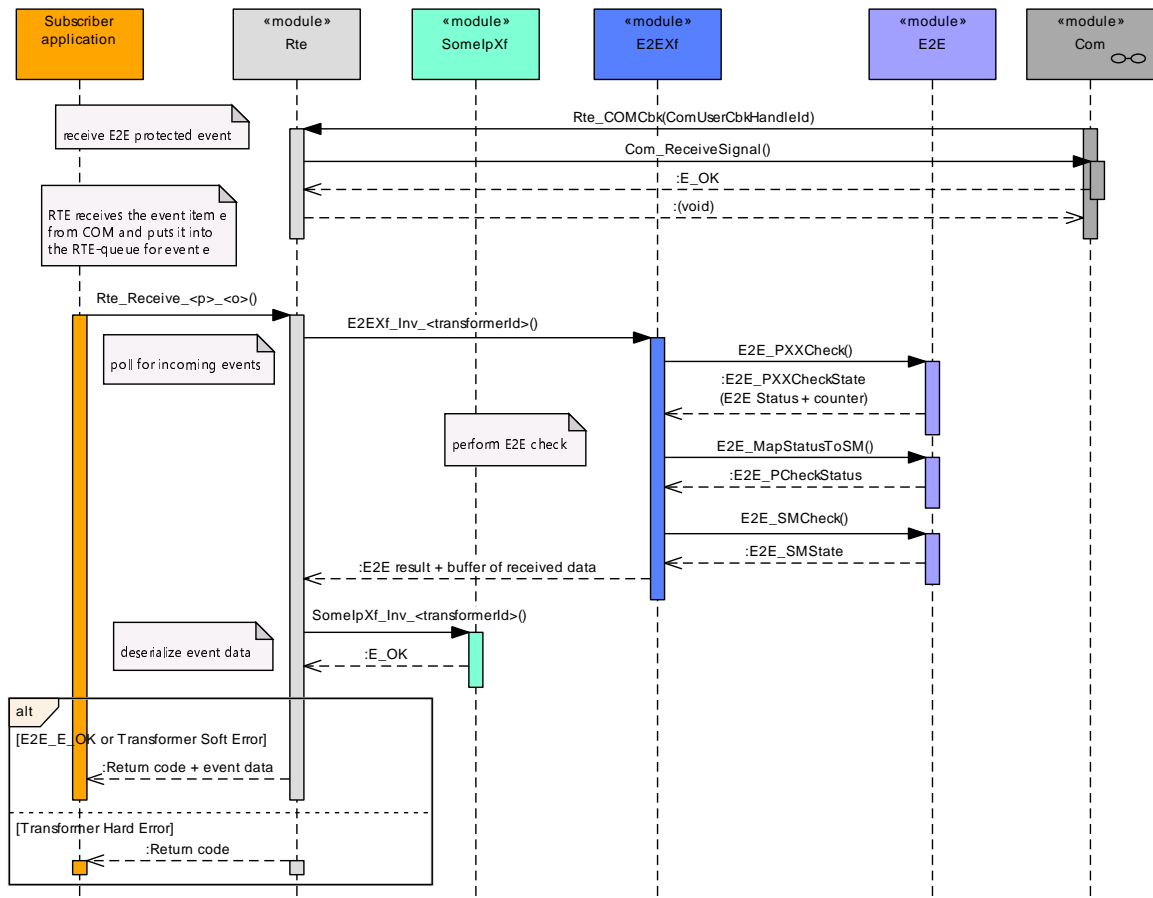 Subscriber
application
«module»
Rte
«module»
SomeIpXf
«module»
E2EXf
«module»
E2E
«module»
Com
receive E2E protected event
Rte_COMCbk(ComUserCbkHandleId)
Com_ReceiveSignal()
:E_OK
:(void)
RTE receives the event item e
from COM and puts it into
the RTE-queue for event e
Rte_Receive_<p>_<o>()
E2EXf_Inv_<transformerId>()
poll for incoming events
E2E_PXXCheck()
:E2E_PXXCheckState
(E2E Status + counter)
perform E2E check
E2E_MapStatusToSM()
:E2E_PCheckStatus
E2E_SMCheck()
:E2E_SMState
:E2E result + buffer of received data
SomeIpXf_Inv_<transformerId>()
deserialize event data
:E_OK
alt
[E2E_E_OK or Transformer Soft Error]
:Return code + event data
[Transformer Hard Error]
:Return code